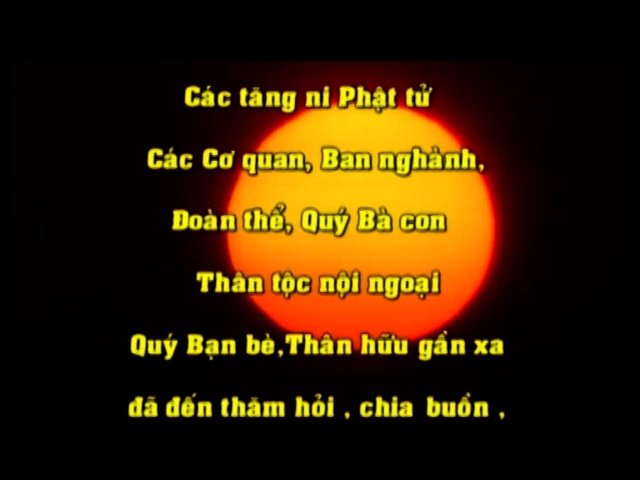 Các tăng ni Phật tử
Các Cơ quan, Ban nghành,
Đoàn thể, Quý Bà con
Thân tộc nội ngoại
Quý Bạn bè,Thân hữu gần xa
đã đến thăm hỏi , chia buồn ,